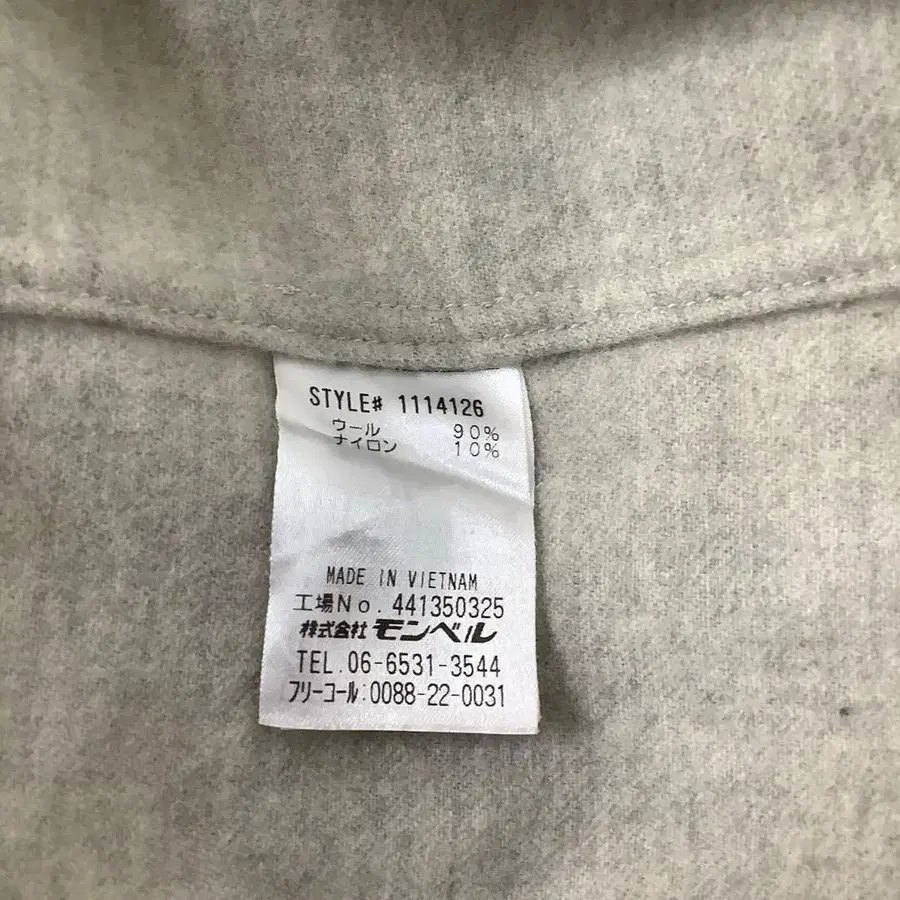 STYLE# 1114126
ウール 90%
ナイロン 10%
MADE IN VIETNAM
工場No. 441350325
株式会社 モンベル
TEL.06-6531-3544
フリーコール:0088-22-0031